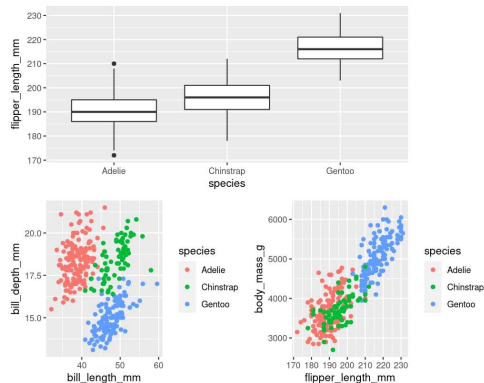 flipper_length_mm
230
220
210
200
190
180
170
Adelie Chinstrap Gentoo
species
bill_depth_mm
20.0
17.5
15.0
40 50 60
bill_length_mm
species
Adelie
Chinstrap
Gentoo
body_mass_g
6000
5000
4000
3000
170 180 190 200 210 220 230
flipper_length_mm
species
Adelie
Chinstrap
Gentoo